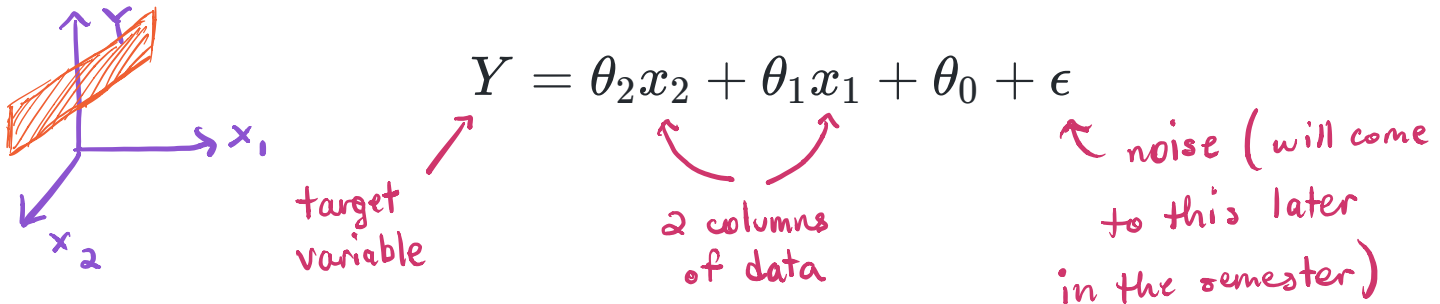 Y
x₁
x₂
Y = θ₂x₂ + θ₁x₁ + θ₀ + ϵ
target
variable
2 columns
of data
noise (will come
to this later
in the semester)